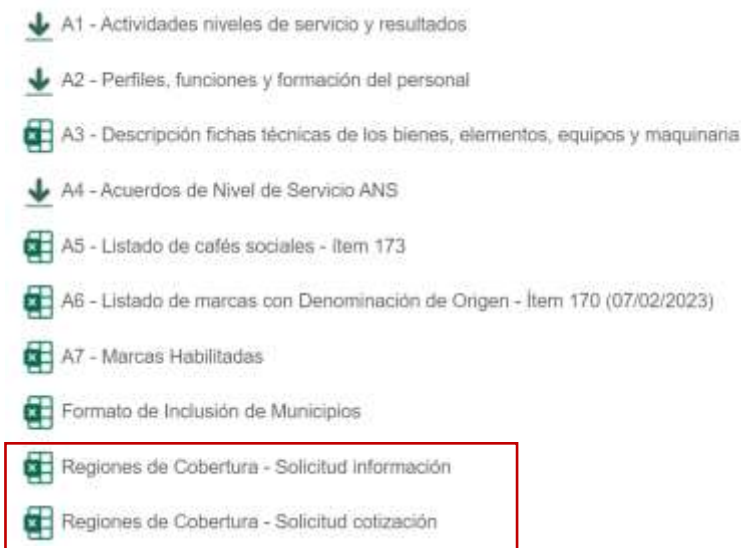 A1 - Actividades niveles de servicio y resultados
A2 - Perfiles, funciones y formación del personal
A3 - Descripción fichas técnicas de los bienes, elementos, equipos y maquinaria
A4 - Acuerdos de Nivel de Servicio ANS
A5 - Listado de cafés sociales - ítem 173
A6 - Listado de marcas con Denominación de Origen - Ítem 170 (07/02/2023)
A7 - Marcas Habilitadas
Formato de Inclusión de Municipios
Regiones de Cobertura - Solicitud información
Regiones de Cobertura - Solicitud cotización